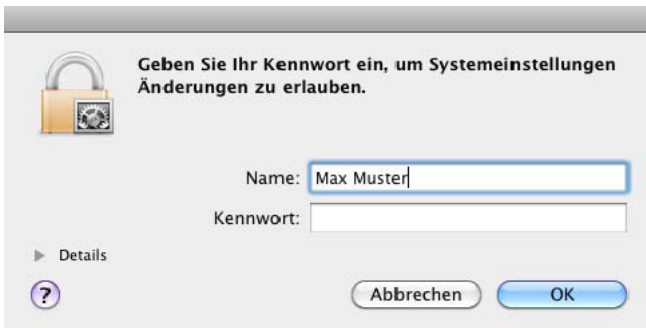 Geben Sie Ihr Kennwort ein, um Systemeinstellungen
Änderungen zu erlauben.
Name: Max Muster
Kennwort:
Details
?
Abbrechen
OK